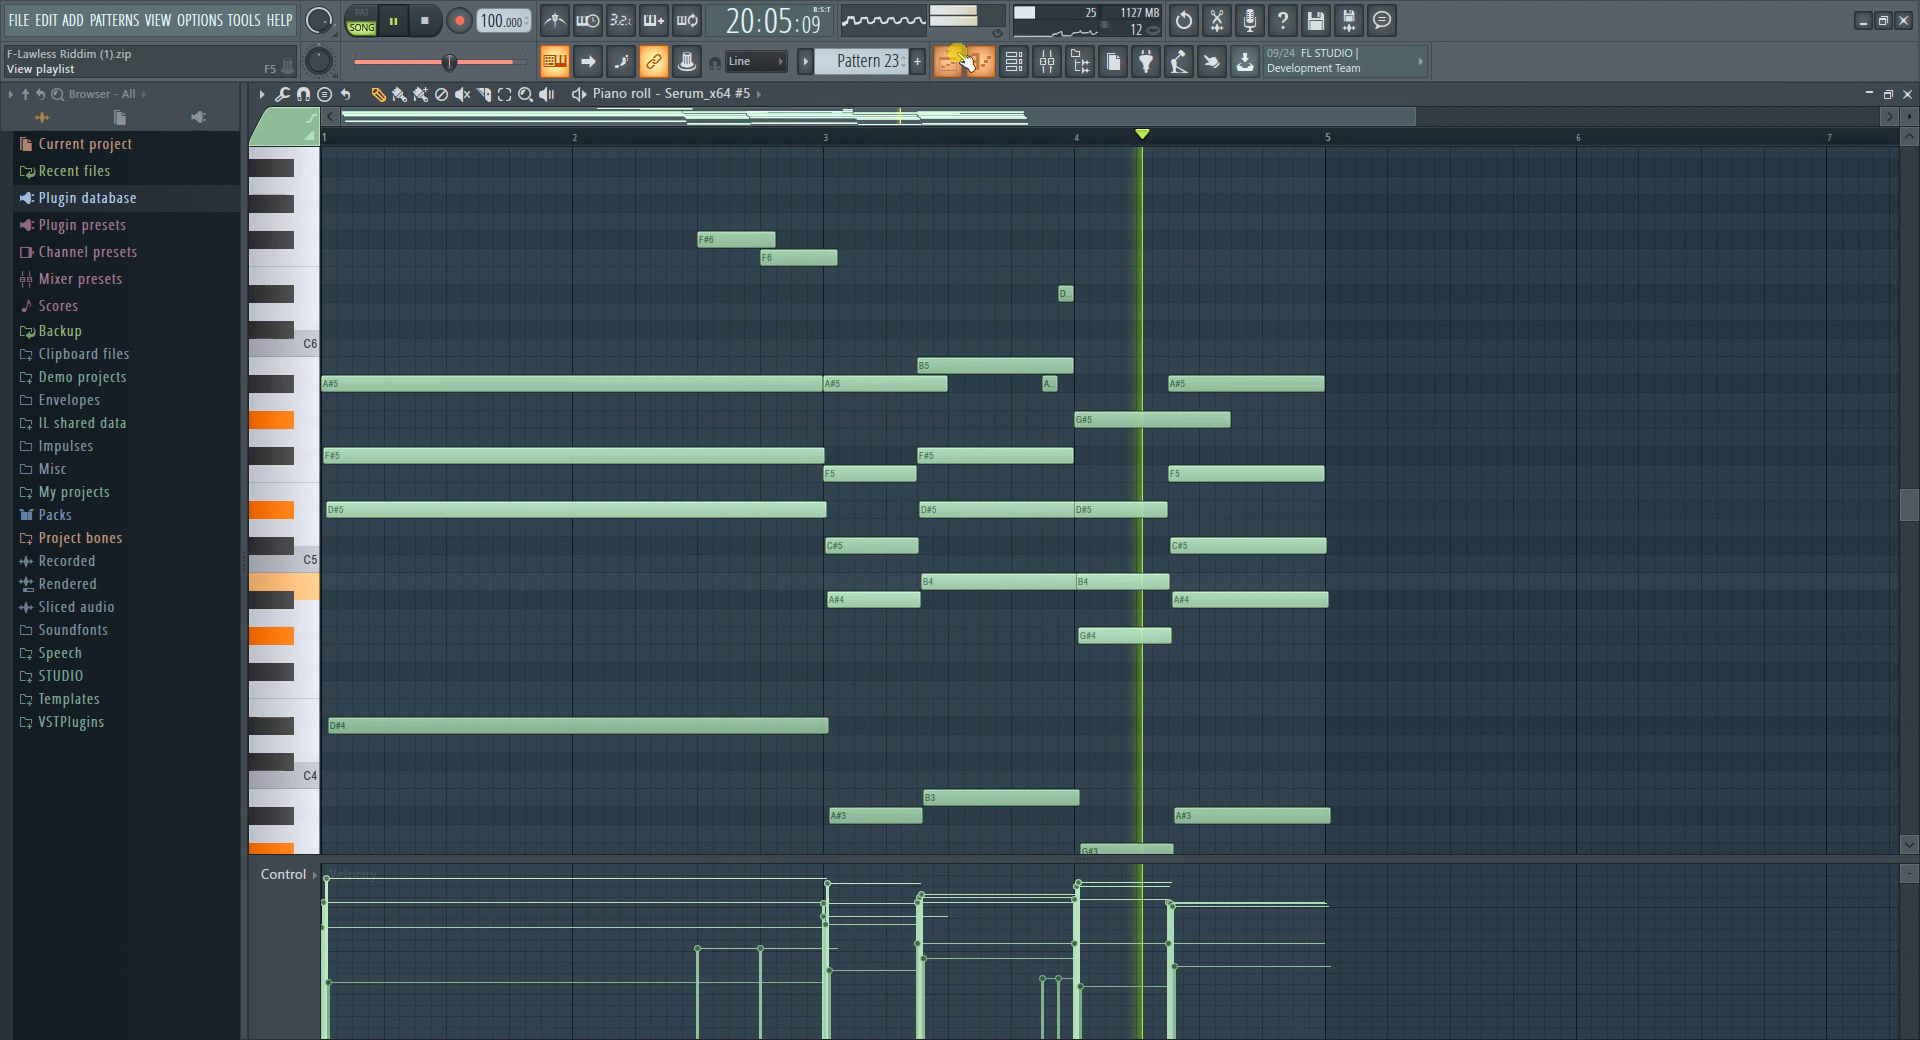 FILE EDIT ADD PATTERNS VIEW OPTIONS TOOLS HELP
PAT
SONG
100.000
3.2.
20:05:09
B:S:T
25
1127 MB
12
F-Lawless Riddim (1).zip
View playlist
F5
Line
Pattern 23
+
09/24 FL STUDIO |
Development Team
Browser - All
Piano roll - Serum_x64 #5
Current project
Recent files
Plugin database
Plugin presets
Channel presets
Mixer presets
Scores
Backup
Clipboard files
Demo projects
Envelopes
IL shared data
Impulses
Misc
My projects
Packs
Project bones
Recorded
Rendered
Sliced audio
Soundfonts
Speech
STUDIO
Templates
VSTPlugins
1 2 3 4 5 6 7
F#6
F6
D..
C6
B5
A#5 A#5 A.. A#5
G#5
F#5 F#5
F5 F5
D#5 D#5 D#5
C#5 C#5
C5
B4 B4
A#4 A#4
G#4
D#4
C4
B3
A#3 A#3
G#3
Control
Velocity